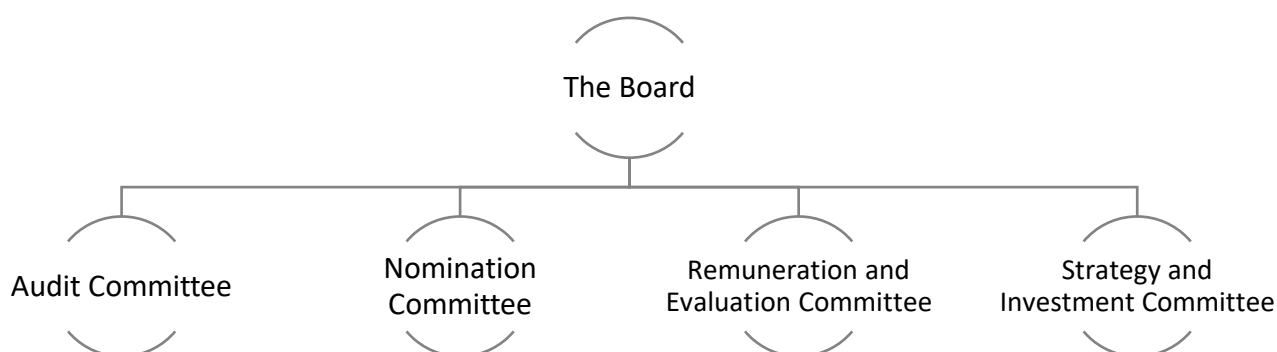 The Board
Audit Committee
Nomination
Committee
Remuneration and
Evaluation Committee
Strategy and
Investment Committee